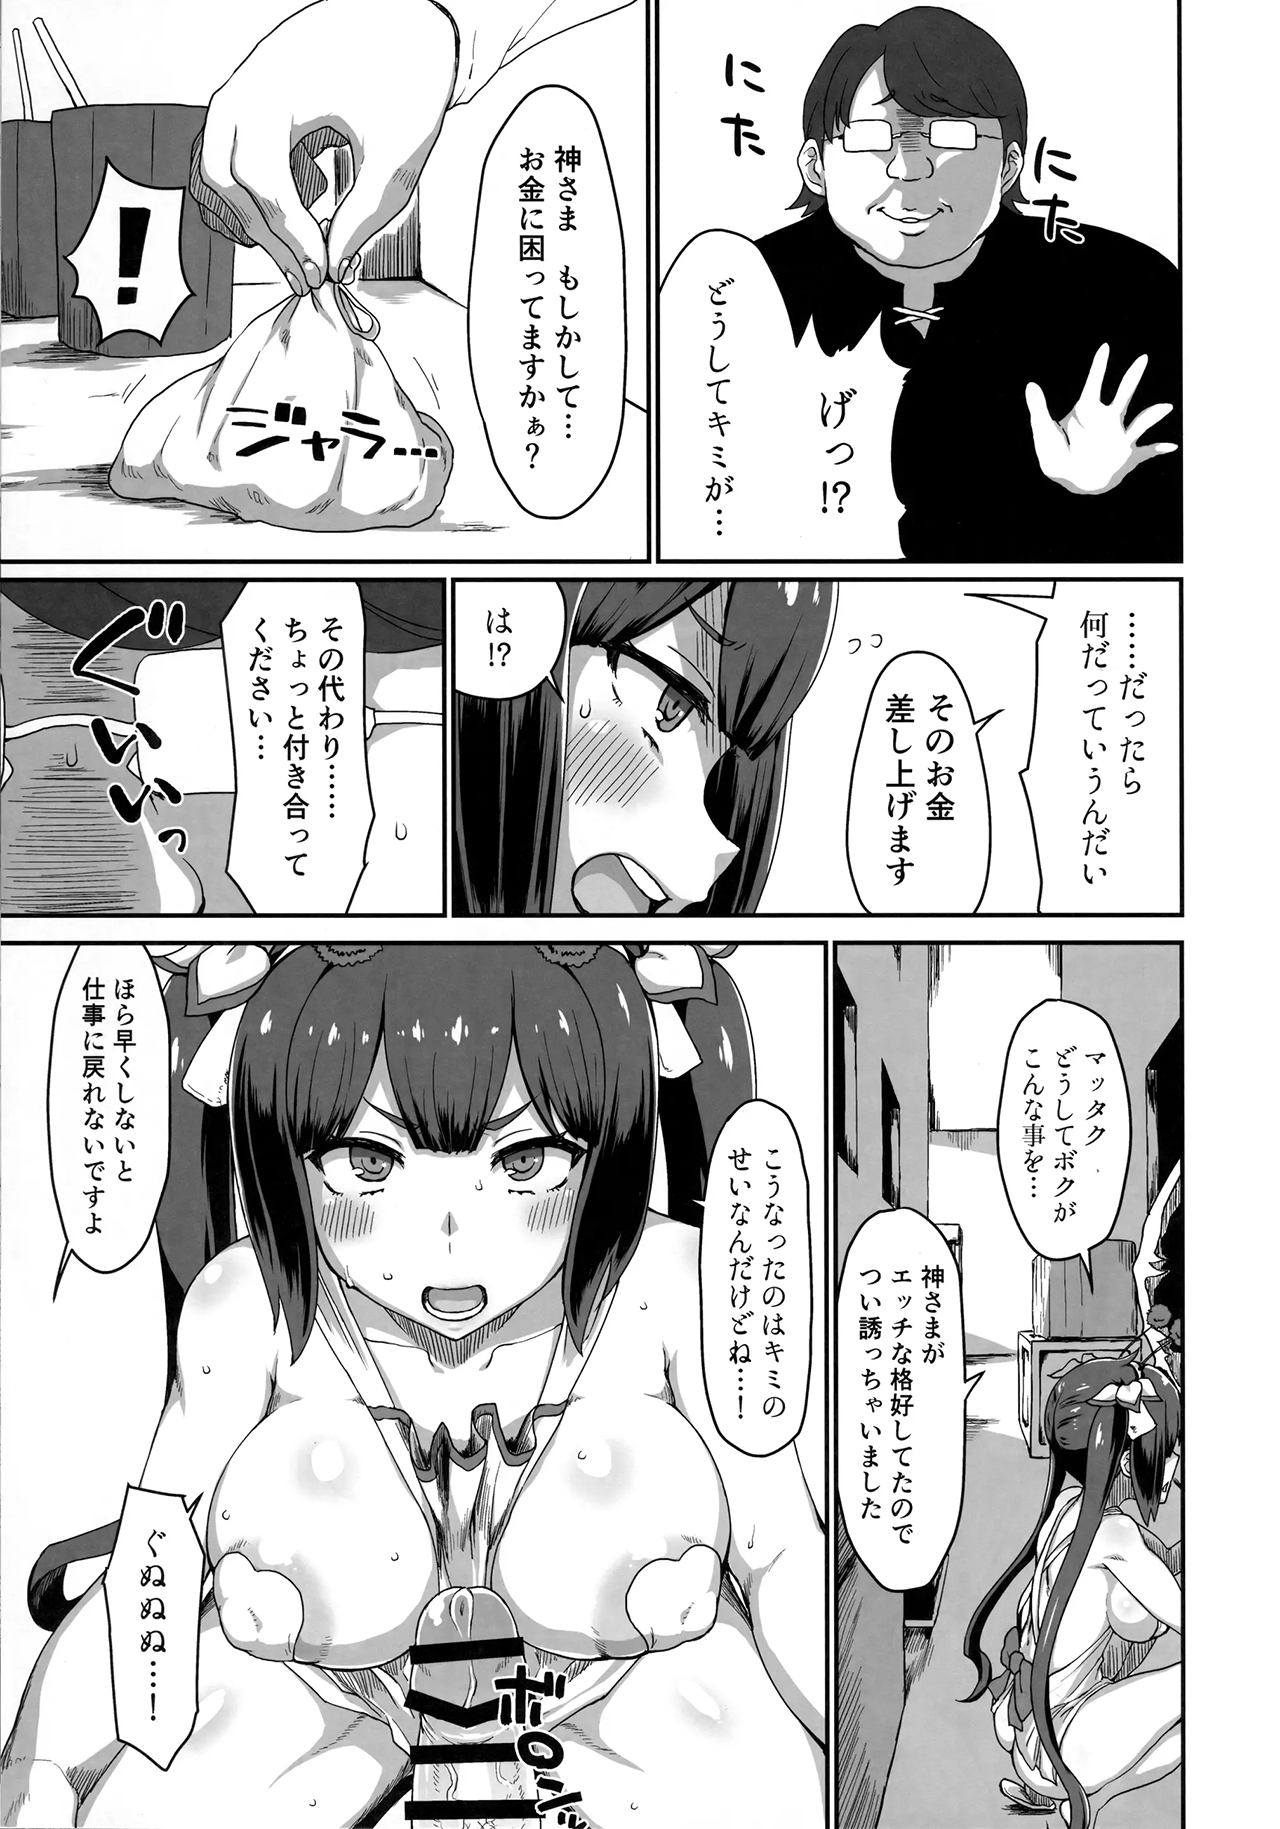 にた
にた
げっ!?
どうしてキミが…
神さま もしかして…
お金に困ってますかぁ?
!
ジャラ…
……だったら
何だっていうんだい
そのお金
差し上げます
は!?
その代わり……
ちょっと付き合って
ください…
ぐいいっ
マッタク
どうしてボクが
こんな事を…
神さまが
エッチな格好してたので
つい誘っちゃいました
こうなったのはキミの
せいなんだけどね…!
ほら早くしないと
仕事に戻れないですよ
ぐぬぬぬ…!
ボロンッ